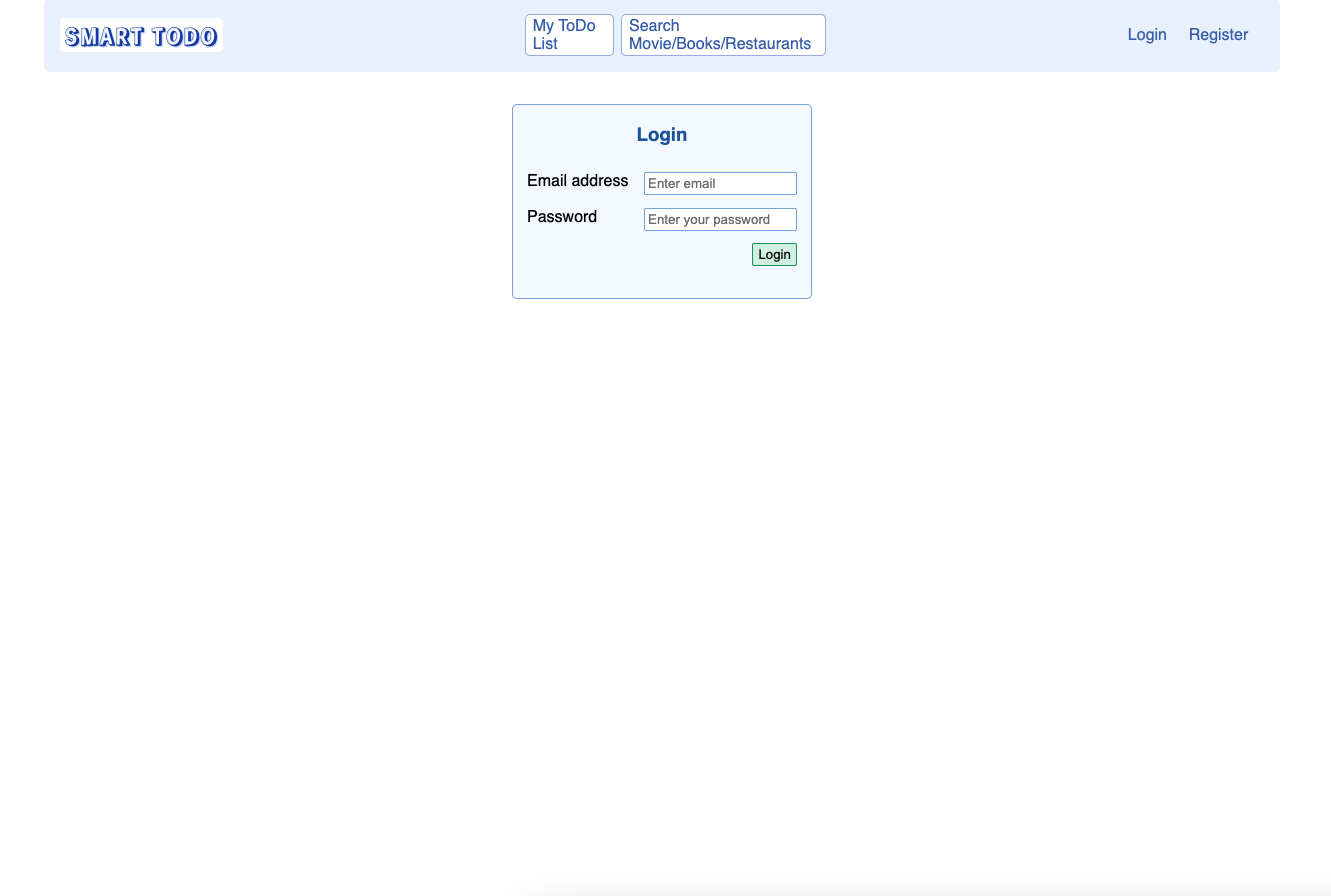 SMART TODO
My ToDo
List
Search
Movie/Books/Restaurants
Login
Register
Login
Email address
Enter email
Password
Enter your password
Login